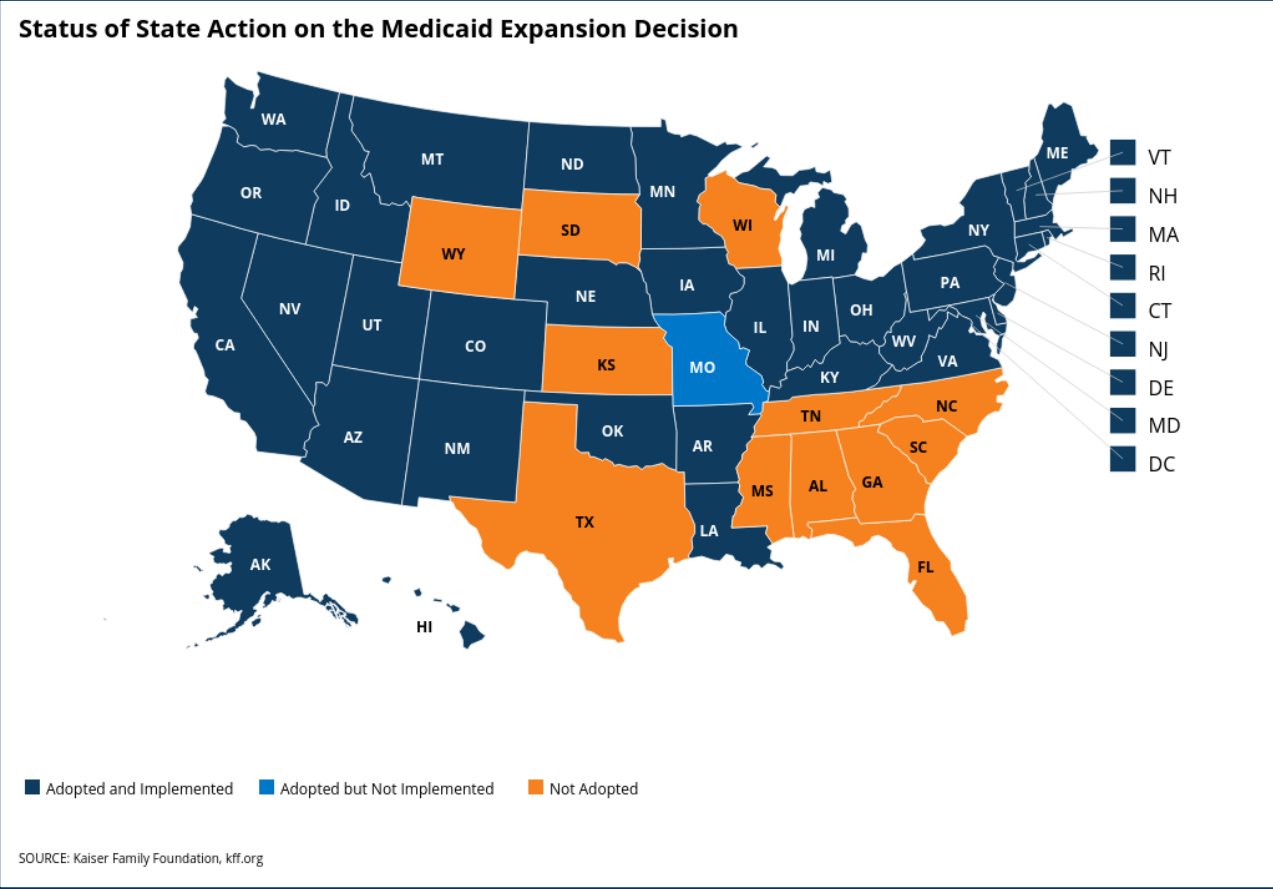 Status of State Action on the Medicaid Expansion Decision
WA
ME
VT
MT
ND
OR
MN
ID
NH
WI
SD
NY
MA
WY
MI
RI
PA
IA
NE
CT
NV
OH
UT
IL
IN
CO
WV
CA
NJ
VA
KS
MO
KY
DE
NC
TN
MD
OK
AZ
AR
NM
SC
DC
GA
AL
MS
TX
LA
AK
FL
HI
Adopted and Implemented
Adopted but Not Implemented
Not Adopted
SOURCE: Kaiser Family Foundation, kff.org